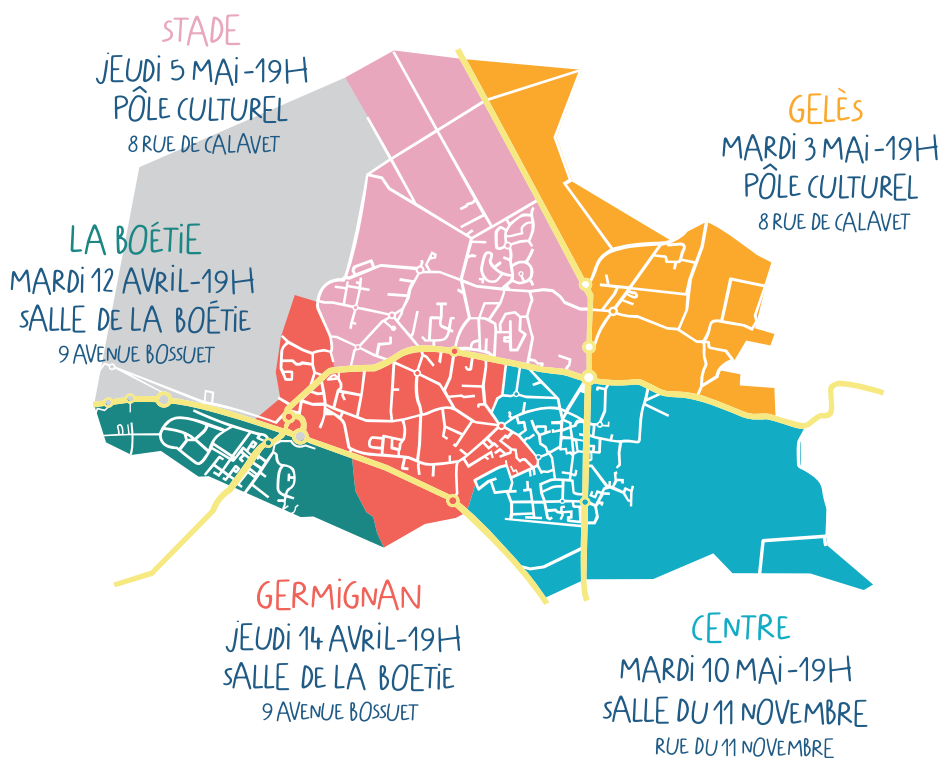 STADE
JEUDI 5 MAI-19H
PÔLE CULTUREL
8 RUE DE CALAVET
GELÈS
MARDI 3 MAI-19H
PÔLE CULTUREL
8 RUE DE CALAVET
LA BOÉTIE
MARDI 12 AVRIL-19H
SALLE DE LA BOÉTIE
9 AVENUE BOSSUET
GERMIGNAN
JEUDI 14 AVRIL-19H
SALLE DE LA BOETIE
9 AVENUE BOSSUET
CENTRE
MARDI 10 MAI-19H
SALLE DU 11 NOVEMBRE
RUE DU 11 NOVEMBRE